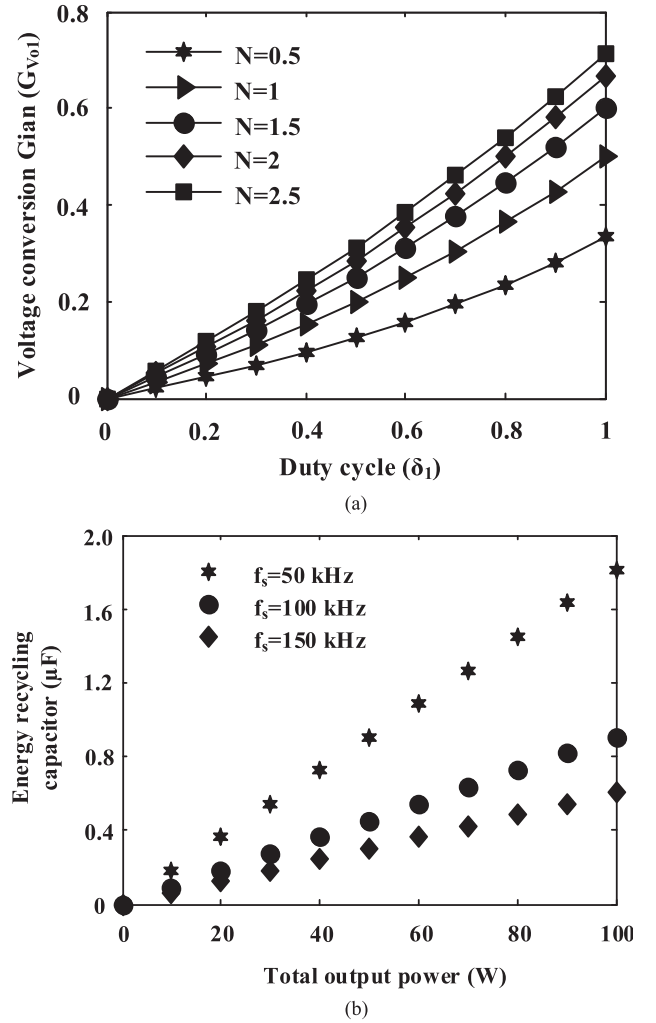 0.8
0.6
0.4
0.2
0
Voltage conversion Gian (G_Vo1)
N=0.5
N=1
N=1.5
N=2
N=2.5
0 0.2 0.4 0.6 0.8 1
Duty cycle (δ₁)
(a)
2.0
1.6
1.2
0.8
0.4
0
Energy recycling
capacitor (μF)
fₛ=50 kHz
fₛ=100 kHz
fₛ=150 kHz
0 20 40 60 80 100
Total output power (W)
(b)